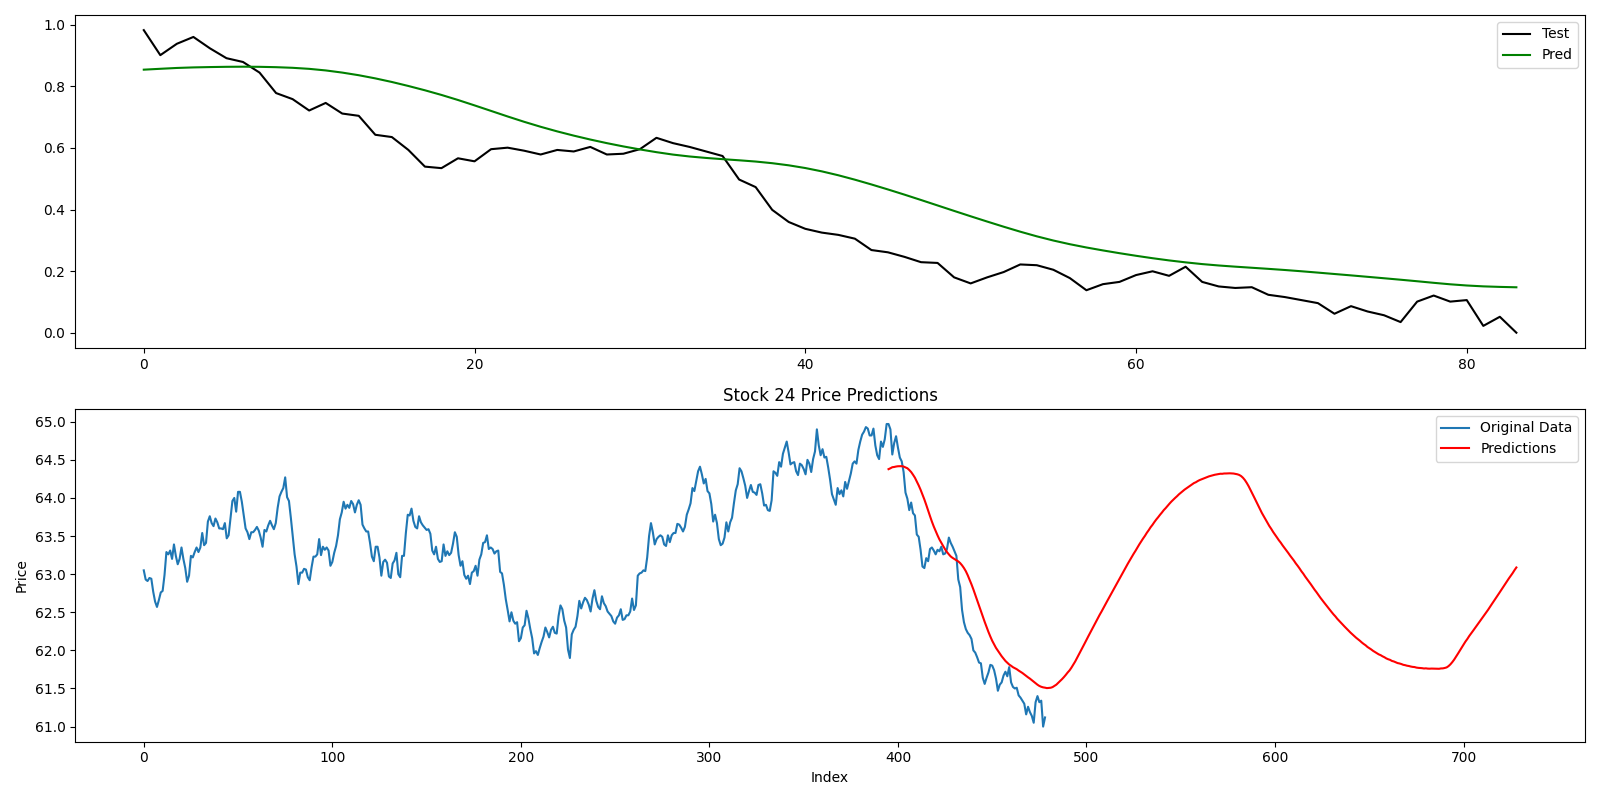 1.0
0.8
0.6
0.4
0.2
0.0
0 20 40 60 80
Test
Pred
Stock 24 Price Predictions
65.0
64.5
64.0
63.5
63.0
62.5
62.0
61.5
61.0
Price
0 100 200 300 400 500 600 700
Index
Original Data
Predictions